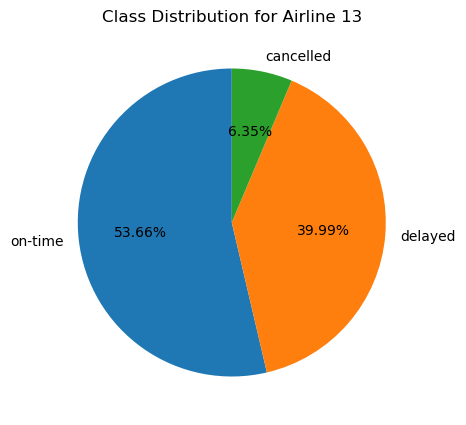 Class Distribution for Airline 13
cancelled
6.35%
on-time
53.66%
39.99%
delayed